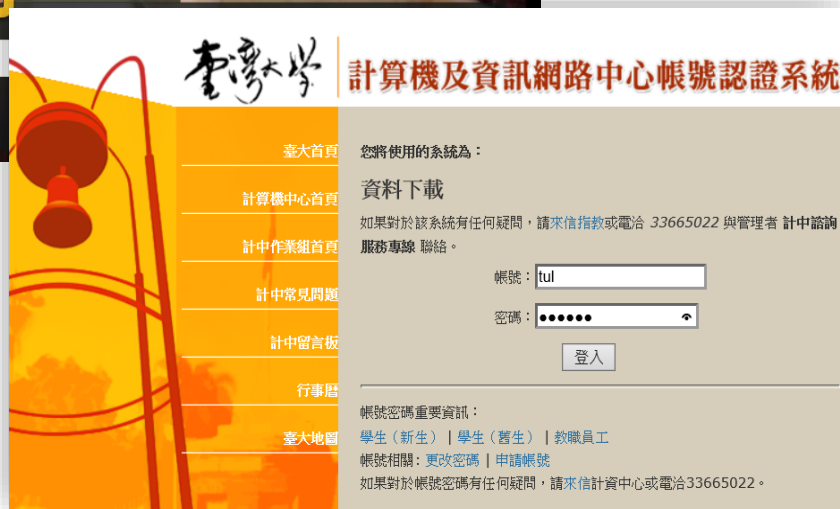 臺灣大學
計算機及資訊網路中心帳號認證系統
臺大首頁
計算機中心首頁
計中作業組首頁
計中常見問題
計中留言板
行事曆
臺大地圖
您將使用的系統為：
資料下載
如果對於該系統有任何疑問，請來信指教或電洽 33665022 與管理者 計中諮詢
服務專線 聯絡。
帳號：tul
密碼：●●●●●●
登入
帳號密碼重要資訊：
學生（新生） | 學生（舊生） | 教職員工
帳號相關: 更改密碼 | 申請帳號
如果對於帳號密碼有任何疑問，請來信計資中心或電洽33665022。